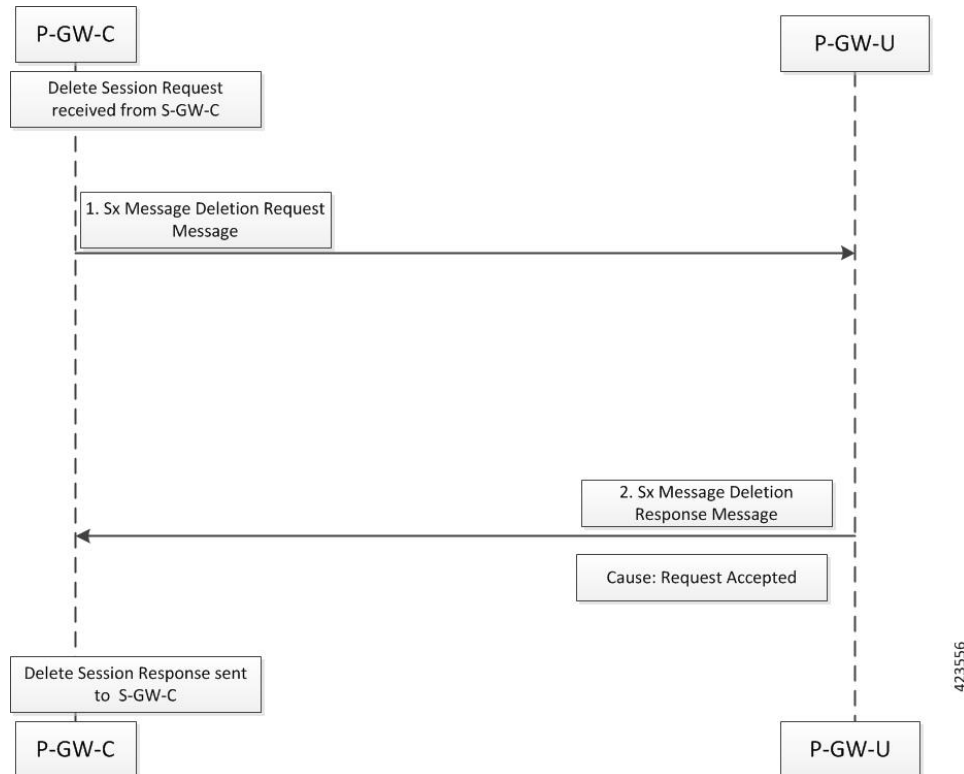 P-GW-C
P-GW-U
Delete Session Request
received from S-GW-C
1. Sx Message Deletion Request
Message
2. Sx Message Deletion
Response Message
Cause: Request Accepted
Delete Session Response sent
to S-GW-C
423556
P-GW-C
P-GW-U